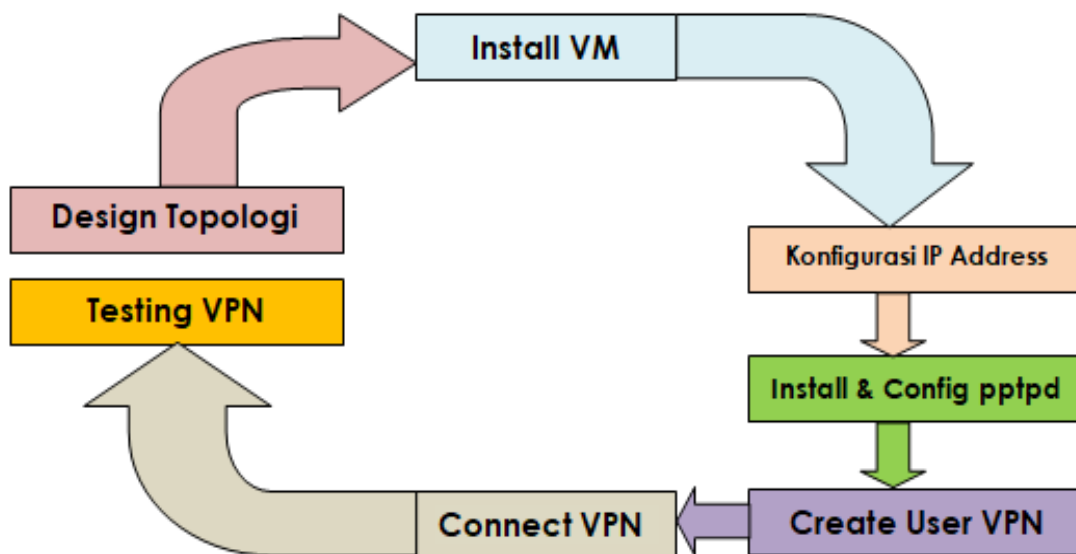 Install VM
Design Topologi
Konfigurasi IP Address
Testing VPN
Install & Config pptpd
Connect VPN
Create User VPN